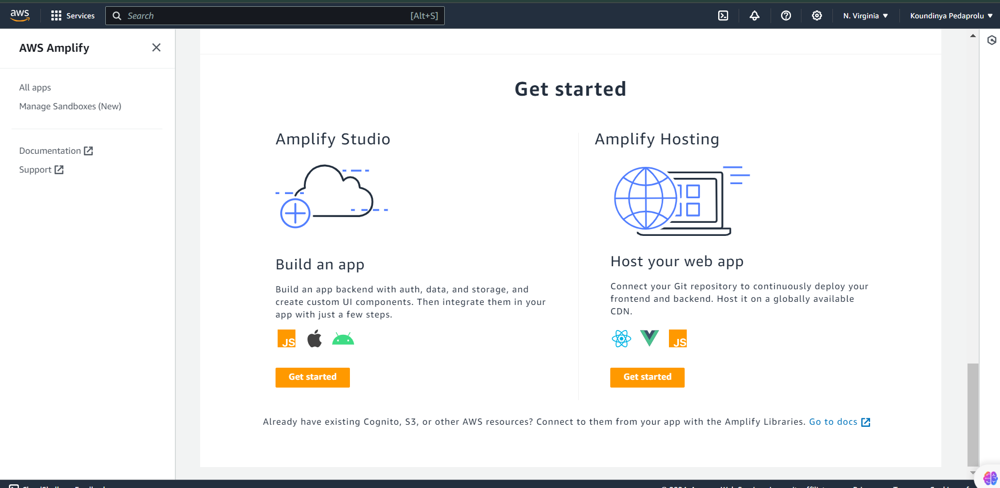 aws
Services
Search [Alt+S]
N. Virginia
Koundinya Pedaprolu
AWS Amplify
All apps
Manage Sandboxes (New)
Documentation
Support
Get started
Amplify Studio
Build an app
Build an app backend with auth, data, and storage, and
create custom UI components. Then integrate them in your
app with just a few steps.
JS
Get started
Amplify Hosting
Host your web app
Connect your Git repository to continuously deploy your
frontend and backend. Host it on a globally available
CDN.
JS
Get started
Already have existing Cognito, S3, or other AWS resources? Connect to them from your app with the Amplify Libraries. Go to docs